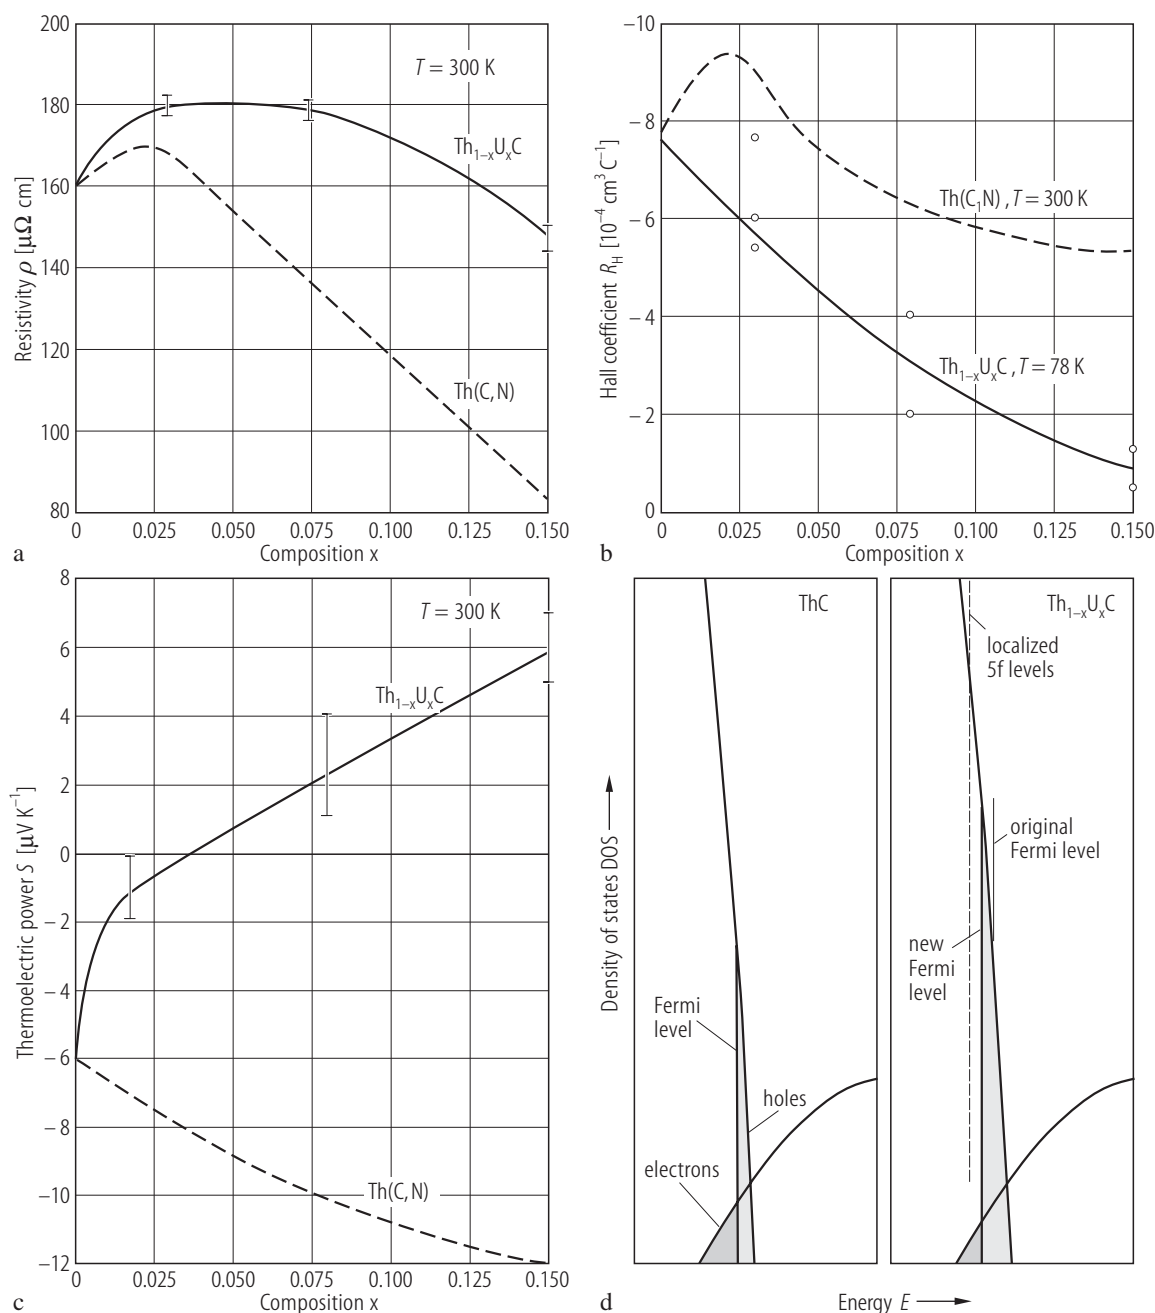 200
180
160
140
120
100
80
Resistivity ρ [μΩ cm]
T = 300 K
Th1–xUxC
Th(C,N)
0 0.025 0.050 0.075 0.100 0.125 0.150
a Composition x
–10
–8
–6
–4
–2
0
Hall coefficient RH [10–4 cm3 C–1]
Th(C1N) , T = 300 K
Th1–xUxC , T = 78 K
0 0.025 0.050 0.075 0.100 0.125 0.150
b Composition x
8
6
4
2
0
–2
–4
–6
–8
–10
–12
Thermoelectric power S [μV K–1]
T = 300 K
Th1–xUxC
Th(C,N)
0 0.025 0.050 0.075 0.100 0.125 0.150
c Composition x
Density of states DOS
ThC
Fermi
level
holes
electrons
Th1–xUxC
localized
5f levels
original
Fermi level
new
Fermi
level
d Energy E